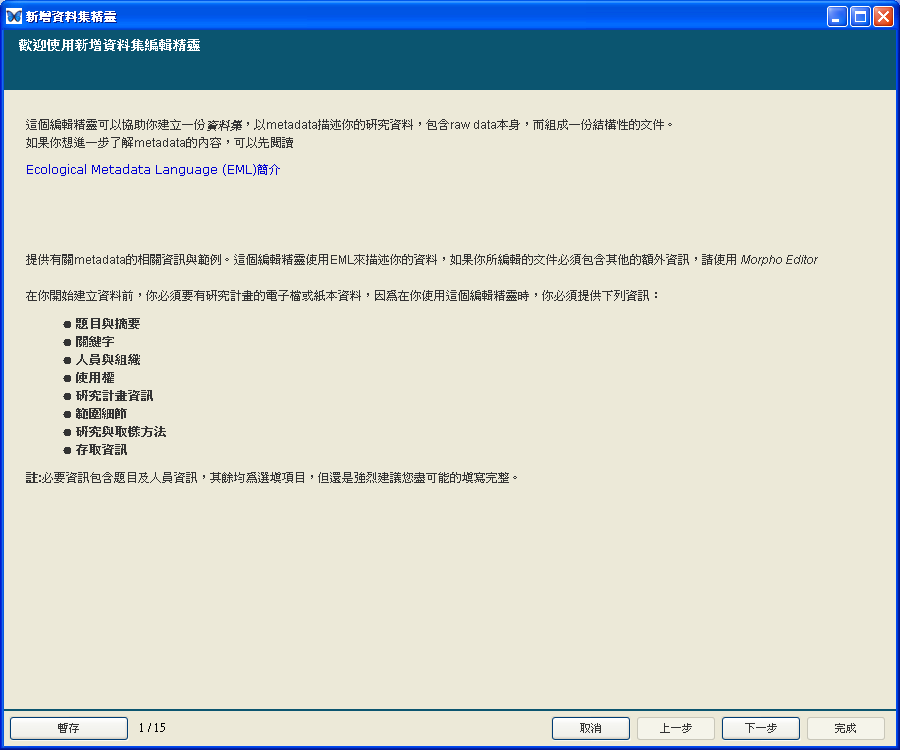 新增資料集精靈
歡迎使用新增資料集編輯精靈
這個編輯精靈可以協助你建立一份資料集，以metadata描述你的研究資料，包含raw data本身，而組成一份結構性的文件。
如果你想進一步了解metadata的內容，可以先閱讀
Ecological Metadata Language (EML)簡介
提供有關metadata的相關資訊與範例。這個編輯精靈使用EML來描述你的資料，如果你所編輯的文件必須包含其他的額外資訊，請使用 Morpho Editor
在你開始建立資料前，你必須要有研究計畫的電子檔或紙本資料，因為在你使用這個編輯精靈時，你必須提供下列資訊：
● 題目與摘要
● 關鍵字
● 人員與組織
● 使用權
● 研究計畫資訊
● 範圍細節
● 研究與取樣方法
● 存取資訊
註:必要資訊包含題目及人員資訊，其餘均為選填項目，但還是強烈建議您盡可能的填寫完整。
暫存 1 / 15 取消 上一步 下一步 完成